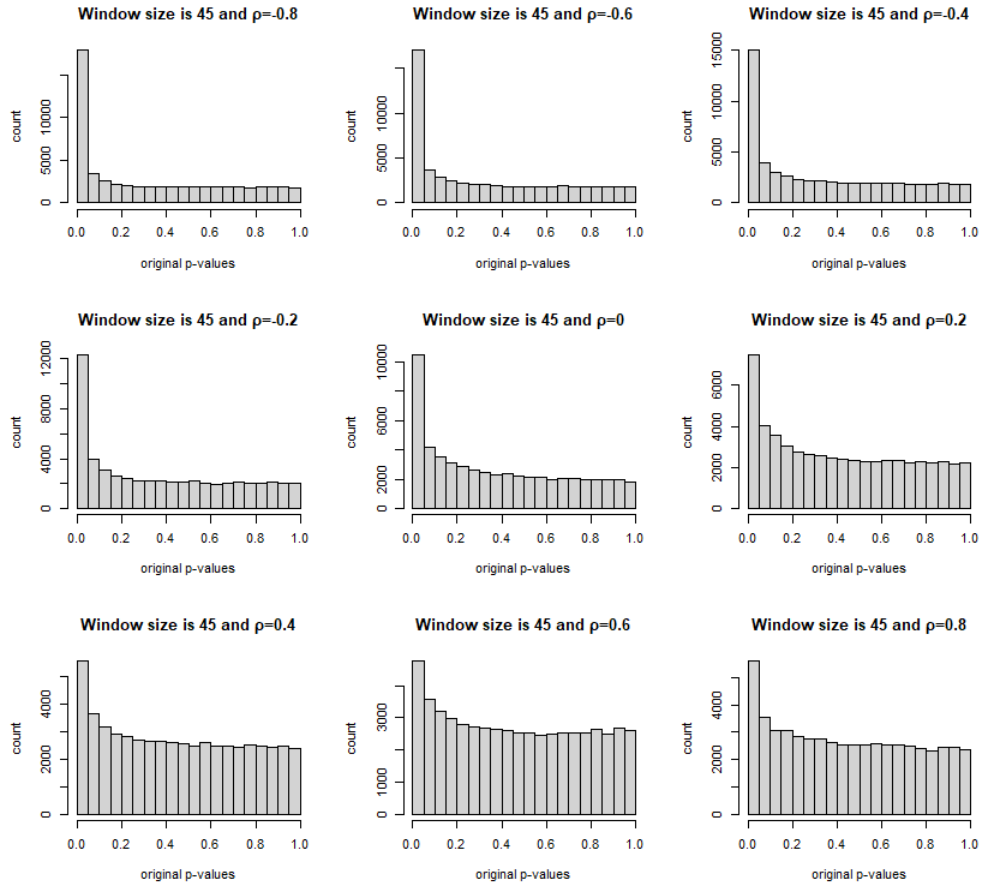 Window size is 45 and ρ=-0.8
count
0
5000
10000
0.0 0.2 0.4 0.6 0.8 1.0
original p-values
Window size is 45 and ρ=-0.6
count
0
5000
10000
0.0 0.2 0.4 0.6 0.8 1.0
original p-values
Window size is 45 and ρ=-0.4
count
0
5000
10000
15000
0.0 0.2 0.4 0.6 0.8 1.0
original p-values
Window size is 45 and ρ=-0.2
count
0
4000
8000
12000
0.0 0.2 0.4 0.6 0.8 1.0
original p-values
Window size is 45 and ρ=0
count
0
2000
6000
10000
0.0 0.2 0.4 0.6 0.8 1.0
original p-values
Window size is 45 and ρ=0.2
count
0
2000
4000
6000
0.0 0.2 0.4 0.6 0.8 1.0
original p-values
Window size is 45 and ρ=0.4
count
0
2000
4000
0.0 0.2 0.4 0.6 0.8 1.0
original p-values
Window size is 45 and ρ=0.6
count
0
1000
3000
0.0 0.2 0.4 0.6 0.8 1.0
original p-values
Window size is 45 and ρ=0.8
count
0
2000
4000
0.0 0.2 0.4 0.6 0.8 1.0
original p-values